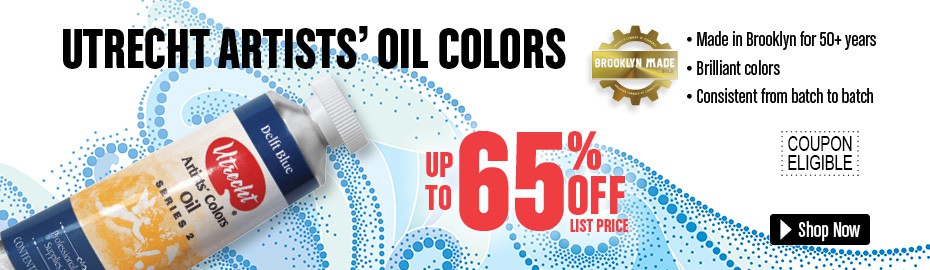 UTRECHT ARTISTS' OIL COLORS
BROOKLYN MADE
• Made in Brooklyn for 50+ years
• Brilliant colors
• Consistent from batch to batch
Delft Blue
Utrecht
Artists' Colors
Oil
SERIES 2
UP TO 65% OFF
LIST PRICE
COUPON
ELIGIBLE
Shop Now